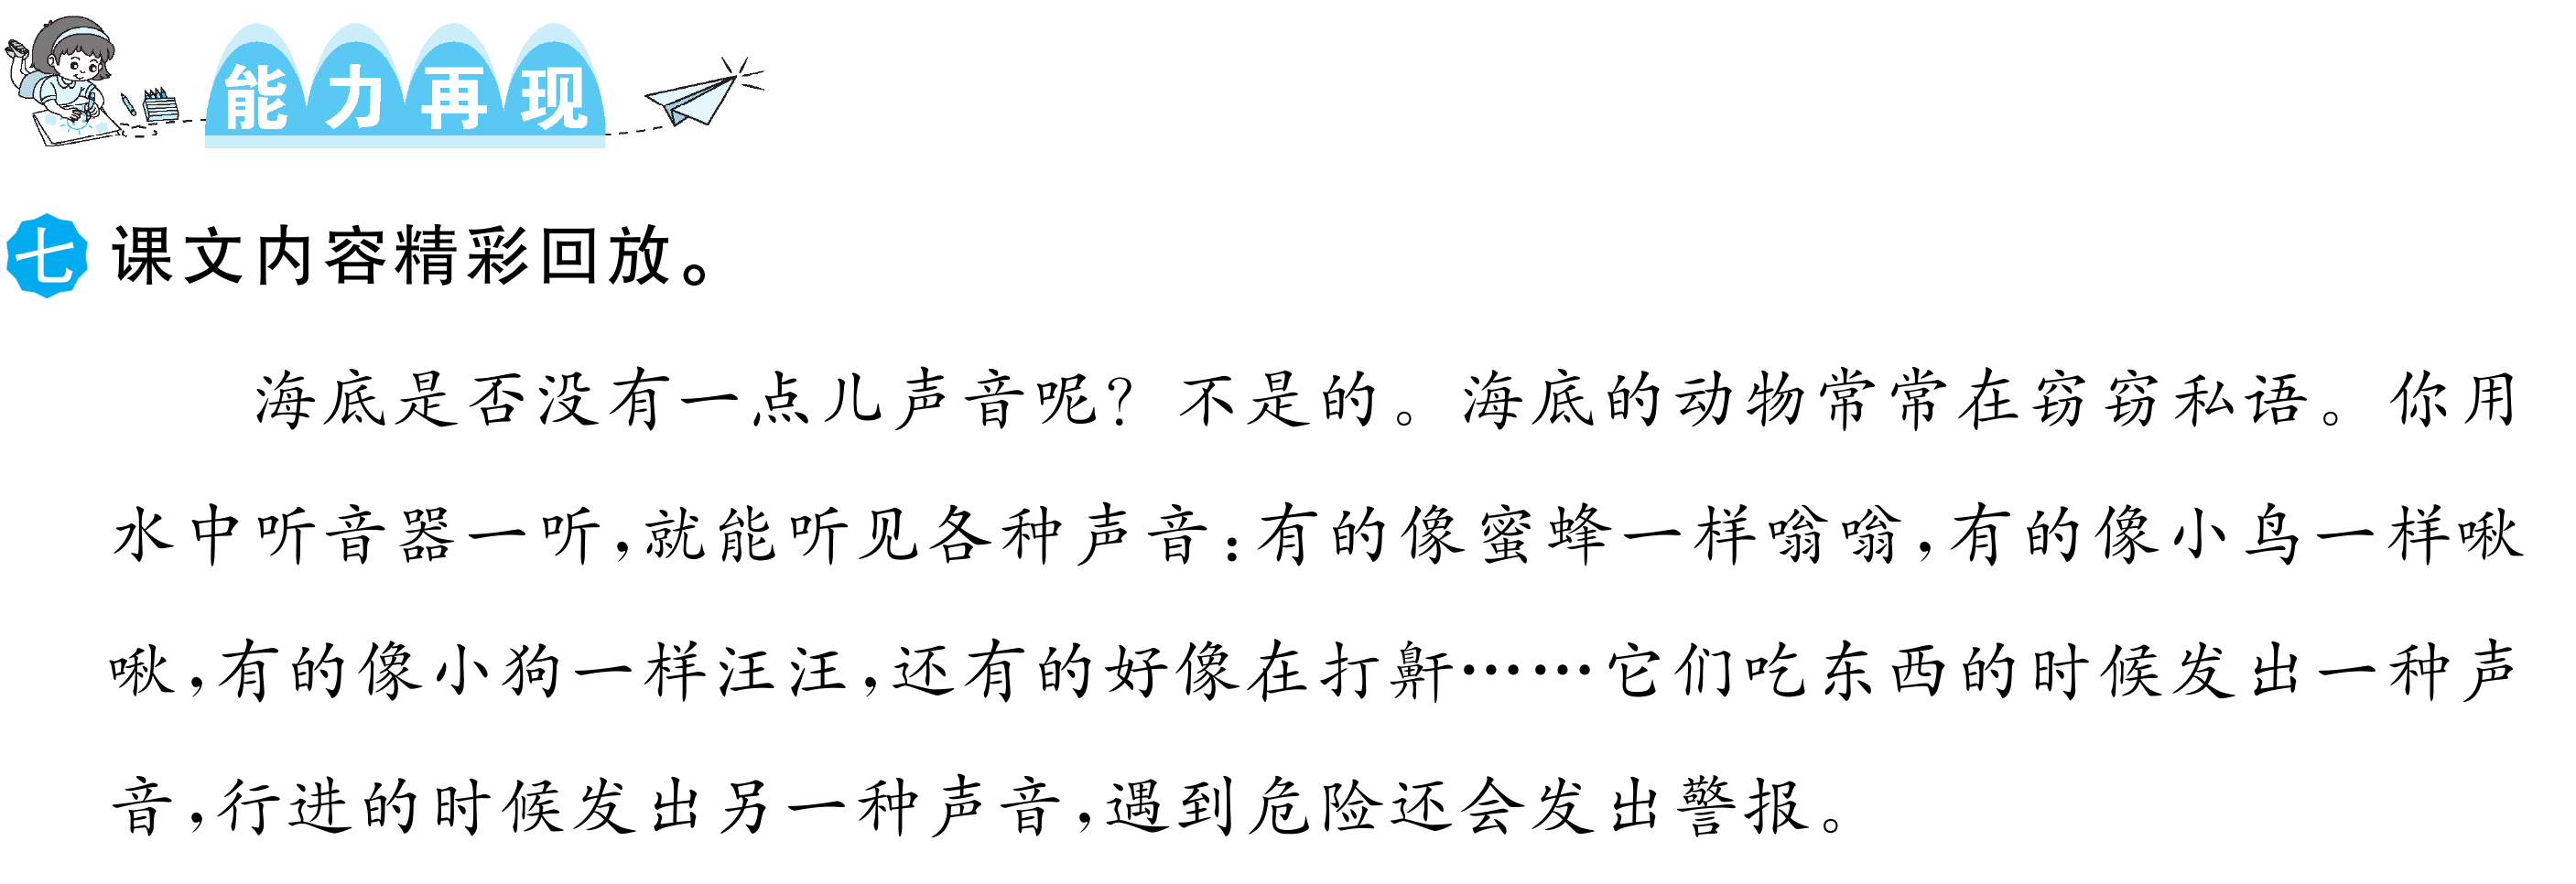 能力再现
七 课文内容精彩回放。
海底是否没有一点儿声音呢？不是的。海底的动物常常在窃窃私语。你用
水中听音器一听，就能听见各种声音：有的像蜜蜂一样嗡嗡，有的像小鸟一样啾
啾，有的像小狗一样汪汪，还有的好像在打鼾……它们吃东西的时候发出一种声
音，行进的时候发出另一种声音，遇到危险还会发出警报。